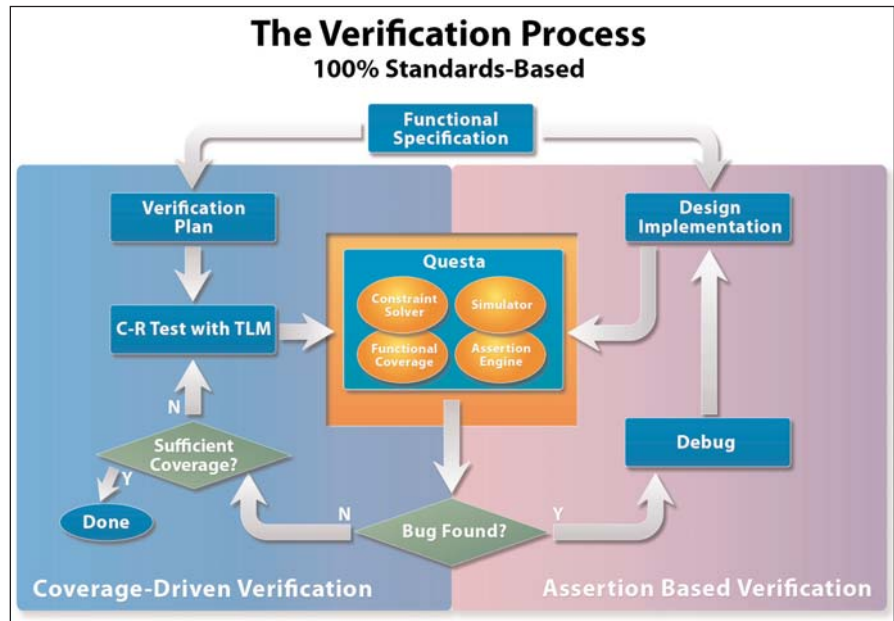 The Verification Process
100% Standards-Based
Functional
Specification
Verification
Plan
Design
Implementation
Questa
Constraint
Solver
Simulator
C-R Test with TLM
Functional
Coverage
Assertion
Engine
N
Sufficient
Coverage?
Y
Debug
Done
N
Bug Found?
Y
Coverage-Driven Verification
Assertion Based Verification